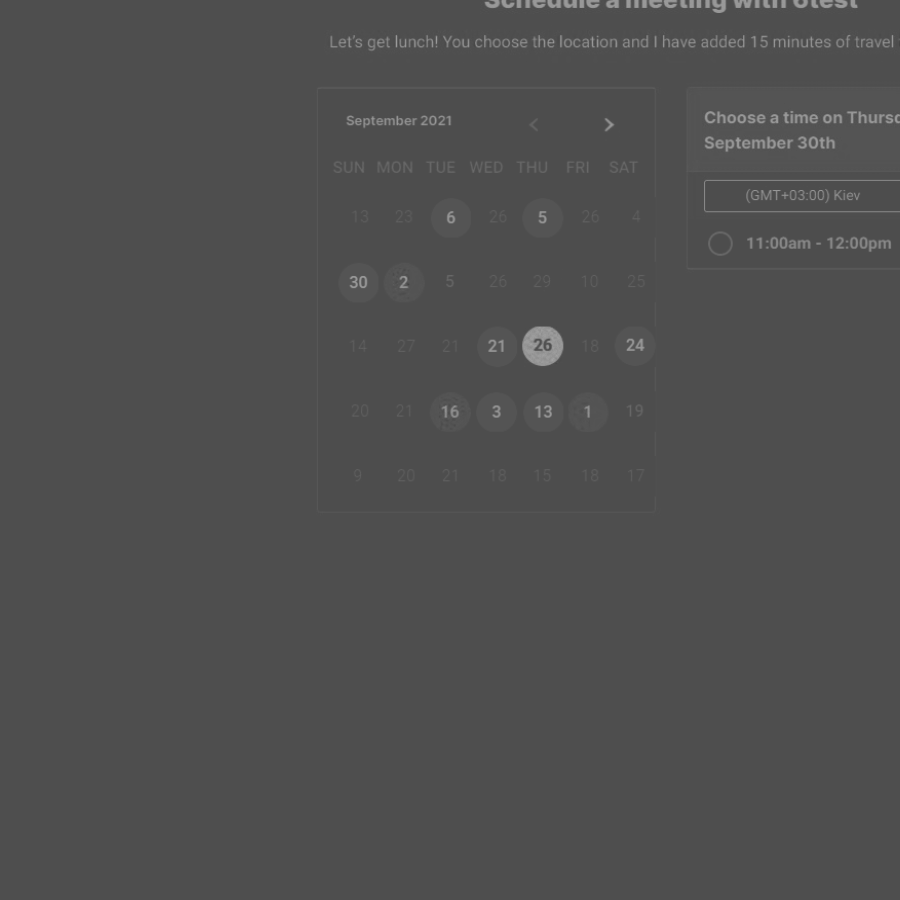 Schedule a meeting with 6test
Let's get lunch! You choose the location and I have added 15 minutes of travel
September 2021
SUN MON TUE WED THU FRI SAT
13 23 6 26 5 26 4
30 2 5 26 29 10 25
14 27 21 21 26 18 24
20 21 16 3 13 1 19
9 20 21 18 15 18 17
Choose a time on Thurs
September 30th
(GMT+03:00) Kiev
11:00am - 12:00pm